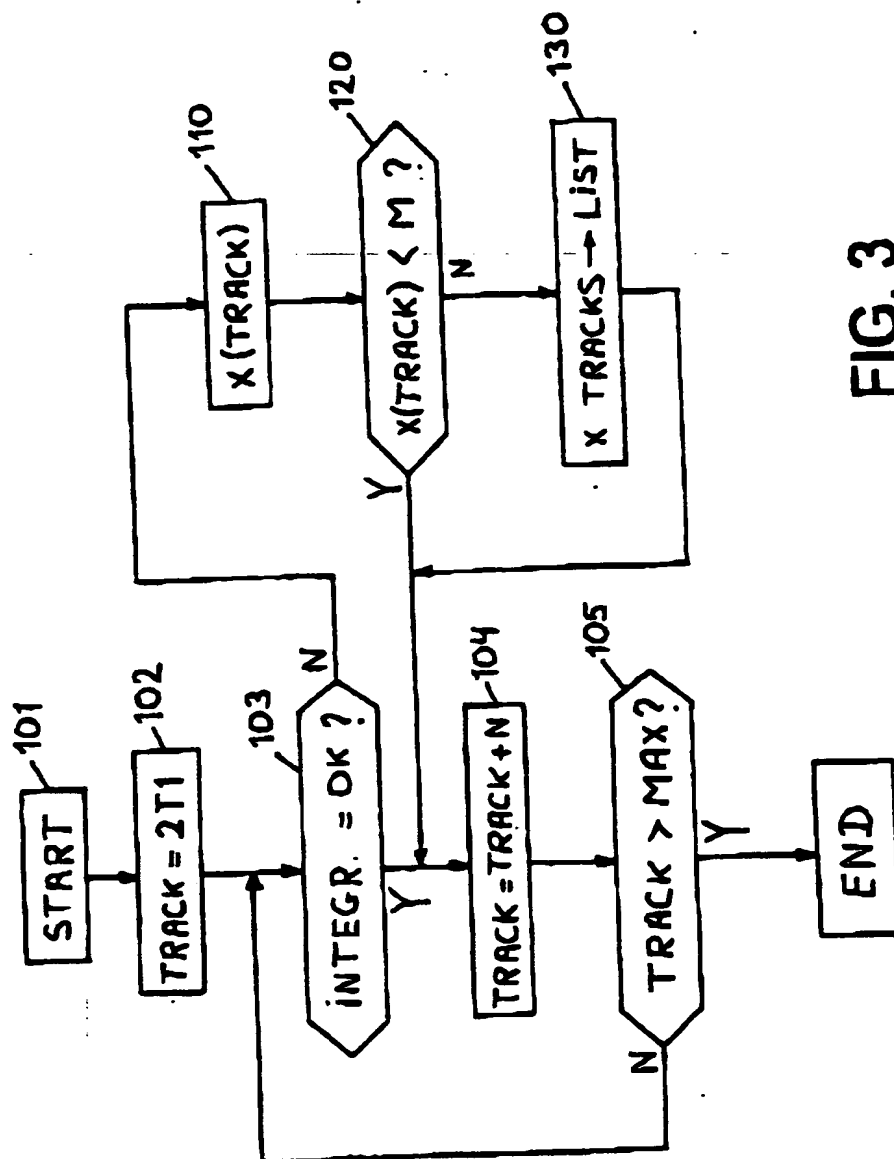 START
101
TRACK = 2T1
102
iNTEGR. = OK ?
103
N
Y
TRACK=TRACK+N
104
TRACK > MAX?
105
N
Y
END
X(TRACK)
110
X(TRACK) < M ?
120
Y
N
X TRACKS → LiST
130
FIG. 3